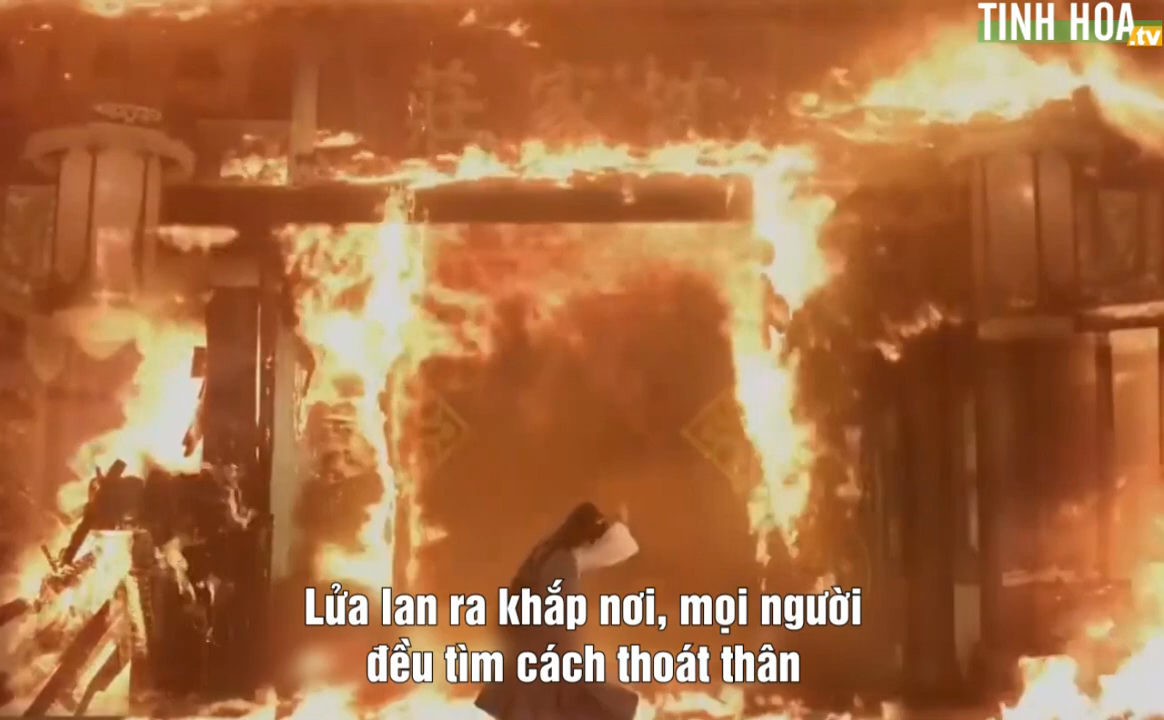 TINH HOA
.tv
Lửa lan ra khắp nơi, mọi người
đều tìm cách thoát thân